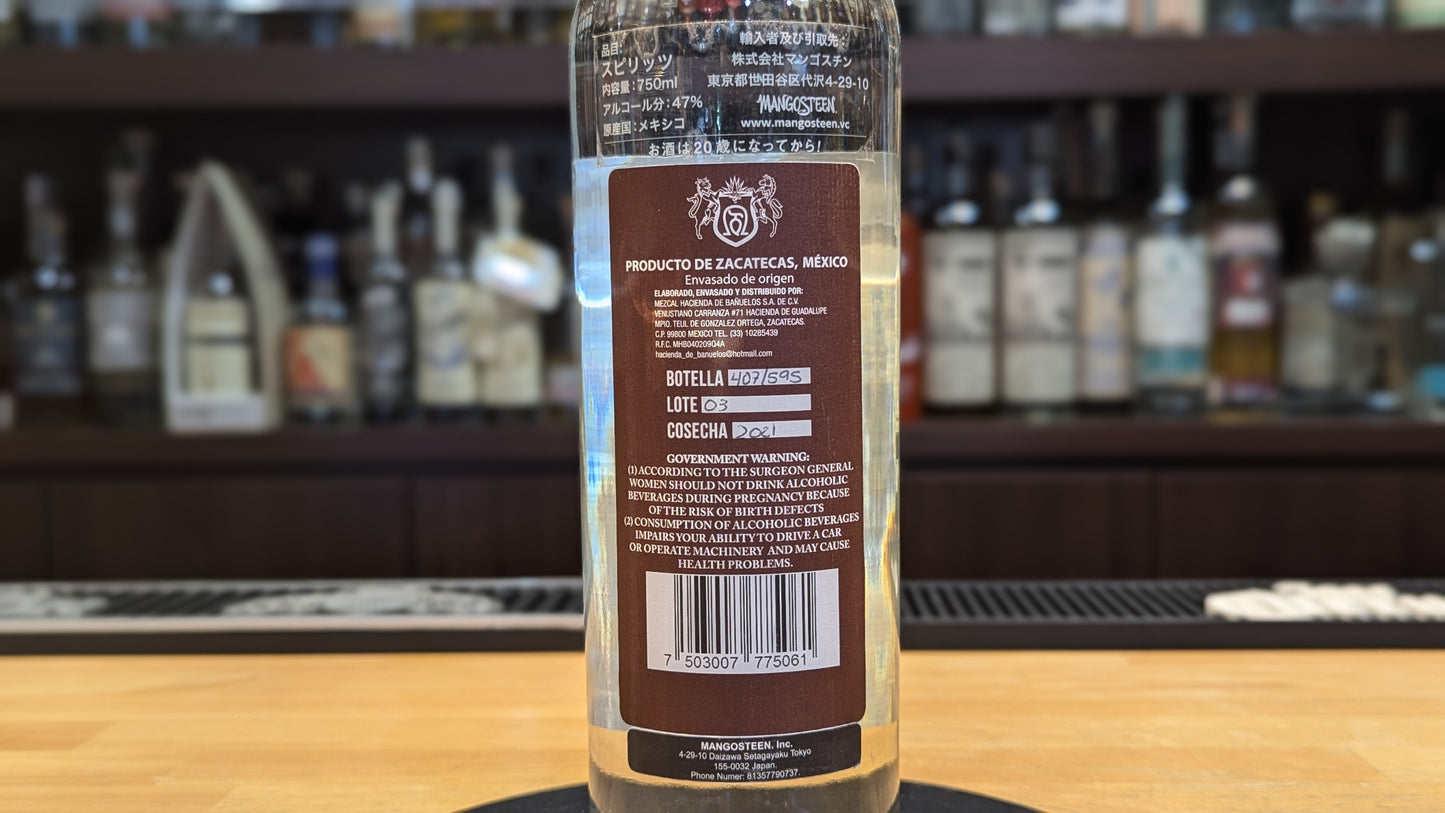 品目:
スピリッツ
内容量:750ml
アルコール分:47%
原産国:メキシコ
輸入者及び引取先:
株式会社マンゴスチン
東京都世田谷区代沢4-29-10
MANGOSTEEN
www.mangosteen.vc
お酒は20歳になってから!
PRODUCTO DE ZACATECAS, MÉXICO
Envasado de origen
ELABORADO, ENVASADO Y DISTRIBUIDO POR:
MEZCAL HACIENDA DE BAÑUELOS S.A. DE C.V.
VENUSTIANO CARRANZA #71 HACIENDA DE GUADALUPE
MPIO. TEUL DE GONZALEZ ORTEGA, ZACATECAS.
C.P. 99800 MEXICO TEL. (33) 10285439
R.F.C. MHB04020904A
hacienda_de_banuelos@hotmail.com
BOTELLA 407/595
LOTE 03
COSECHA 2021
GOVERNMENT WARNING:
(1) ACCORDING TO THE SURGEON GENERAL
WOMEN SHOULD NOT DRINK ALCOHOLIC
BEVERAGES DURING PREGNANCY BECAUSE
OF THE RISK OF BIRTH DEFECTS
(2) CONSUMPTION OF ALCOHOLIC BEVERAGES
IMPAIRS YOUR ABILITY TO DRIVE A CAR
OR OPERATE MACHINERY AND MAY CAUSE
HEALTH PROBLEMS.
7 503007 775061
MANGOSTEEN. Inc.
4-29-10 Daizawa Setagayaku Tokyo
155-0032 Japan.
Phone Numer: 81357790737.